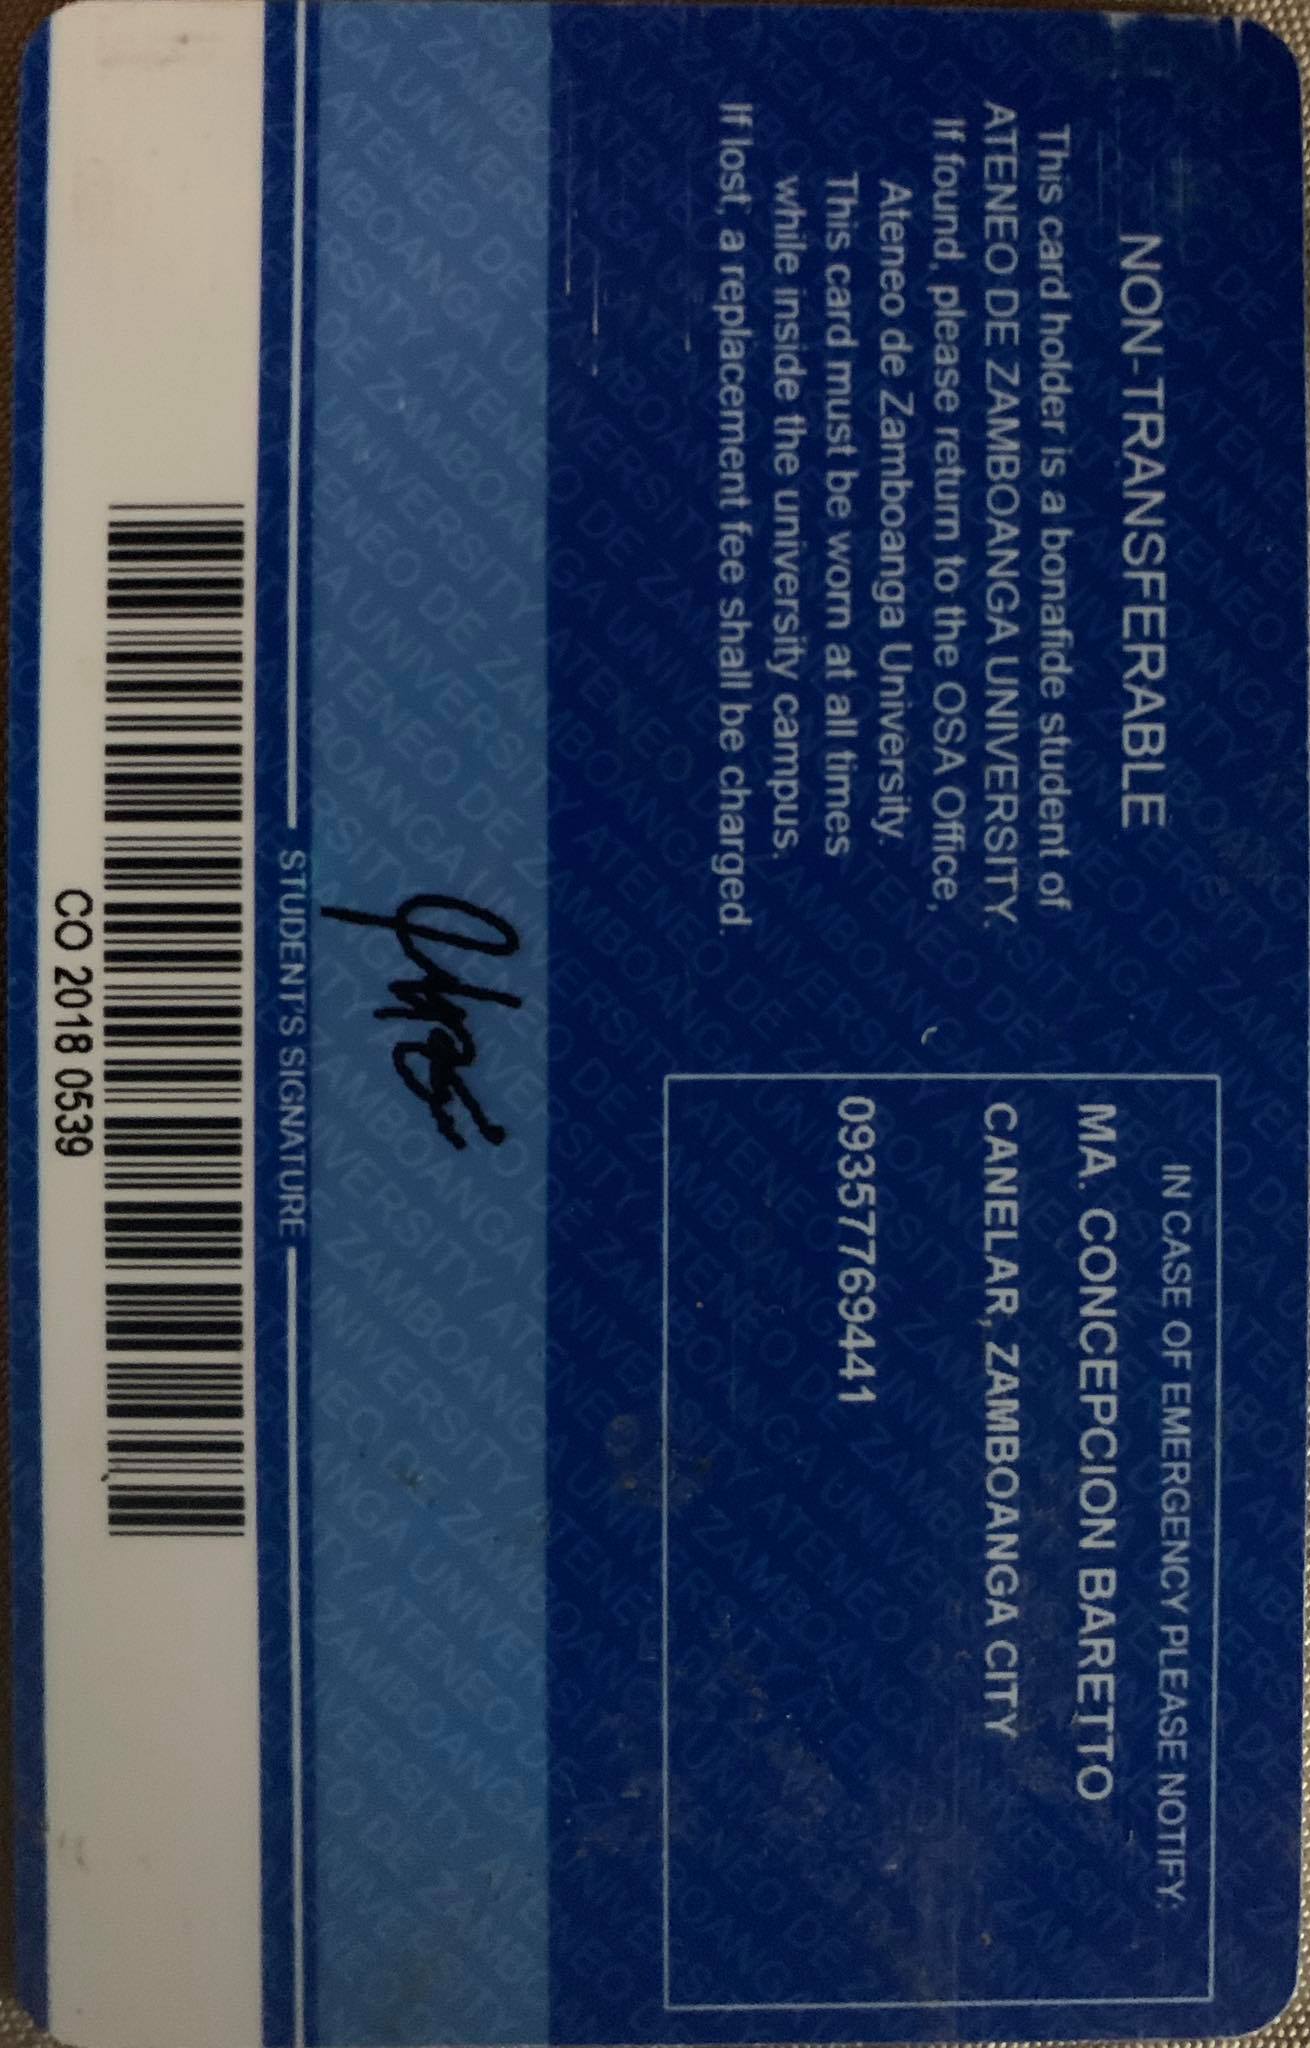 NON-TRANSFERABLE
This card holder is a bonafide student of
ATENEO DE ZAMBOANGA UNIVERSITY.
If found, please return to the OSA Office,
Ateneo de Zamboanga University.
This card must be worn at all times
while inside the university campus.
If lost, a replacement fee shall be charged.
IN CASE OF EMERGENCY PLEASE NOTIFY:
MA. CONCEPCION BARETTO
CANELAR, ZAMBOANGA CITY
09357769441
STUDENT'S SIGNATURE
CO 2018 0539